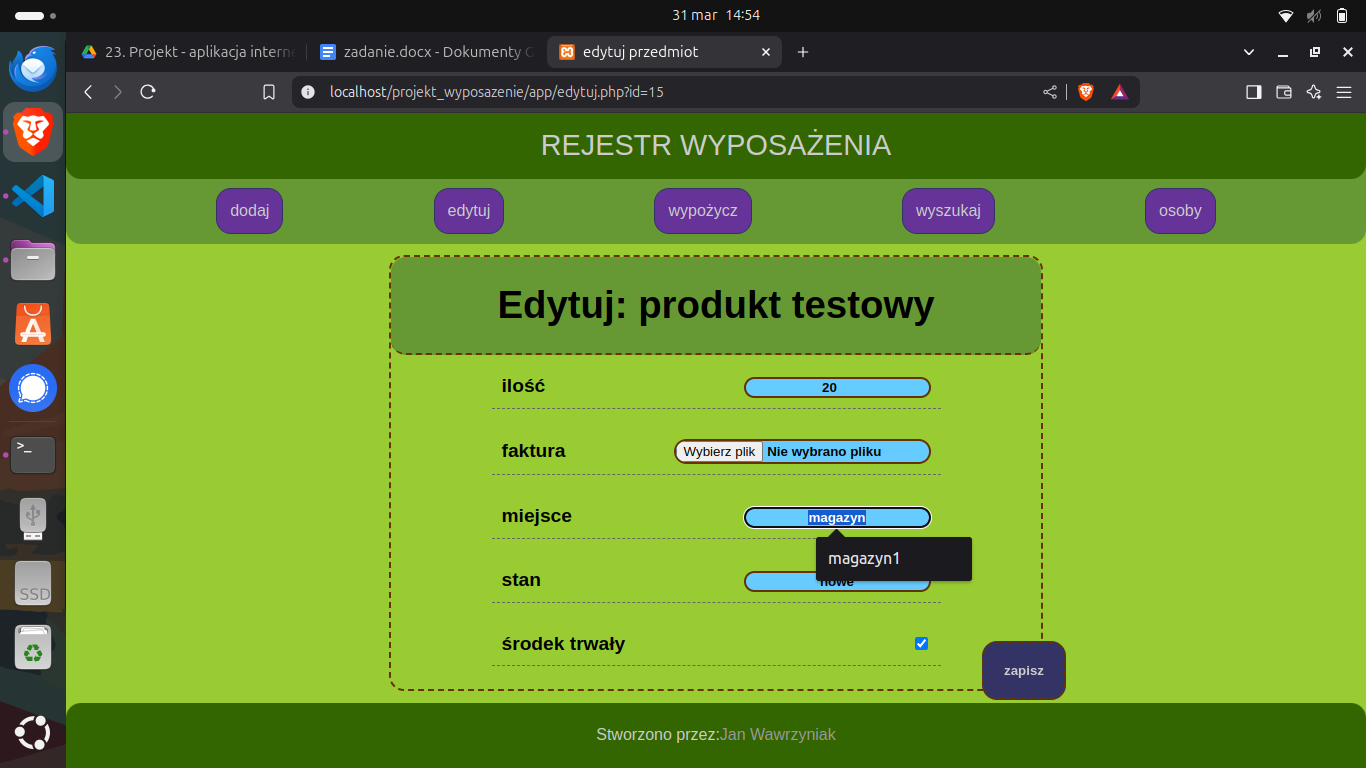 31 mar 14:54
23. Projekt - aplikacja interne
zadanie.docx - Dokumenty G
edytuj przedmiot
localhost/projekt_wyposazenie/app/edytuj.php?id=15
REJESTR WYPOSAŻENIA
dodaj
edytuj
wypożycz
wyszukaj
osoby
Edytuj: produkt testowy
ilość
20
faktura
Wybierz plik Nie wybrano pliku
miejsce
magazyn
magazyn1
stan
nowe
środek trwały
zapisz
Stworzono przez:Jan Wawrzyniak
>_
SSD